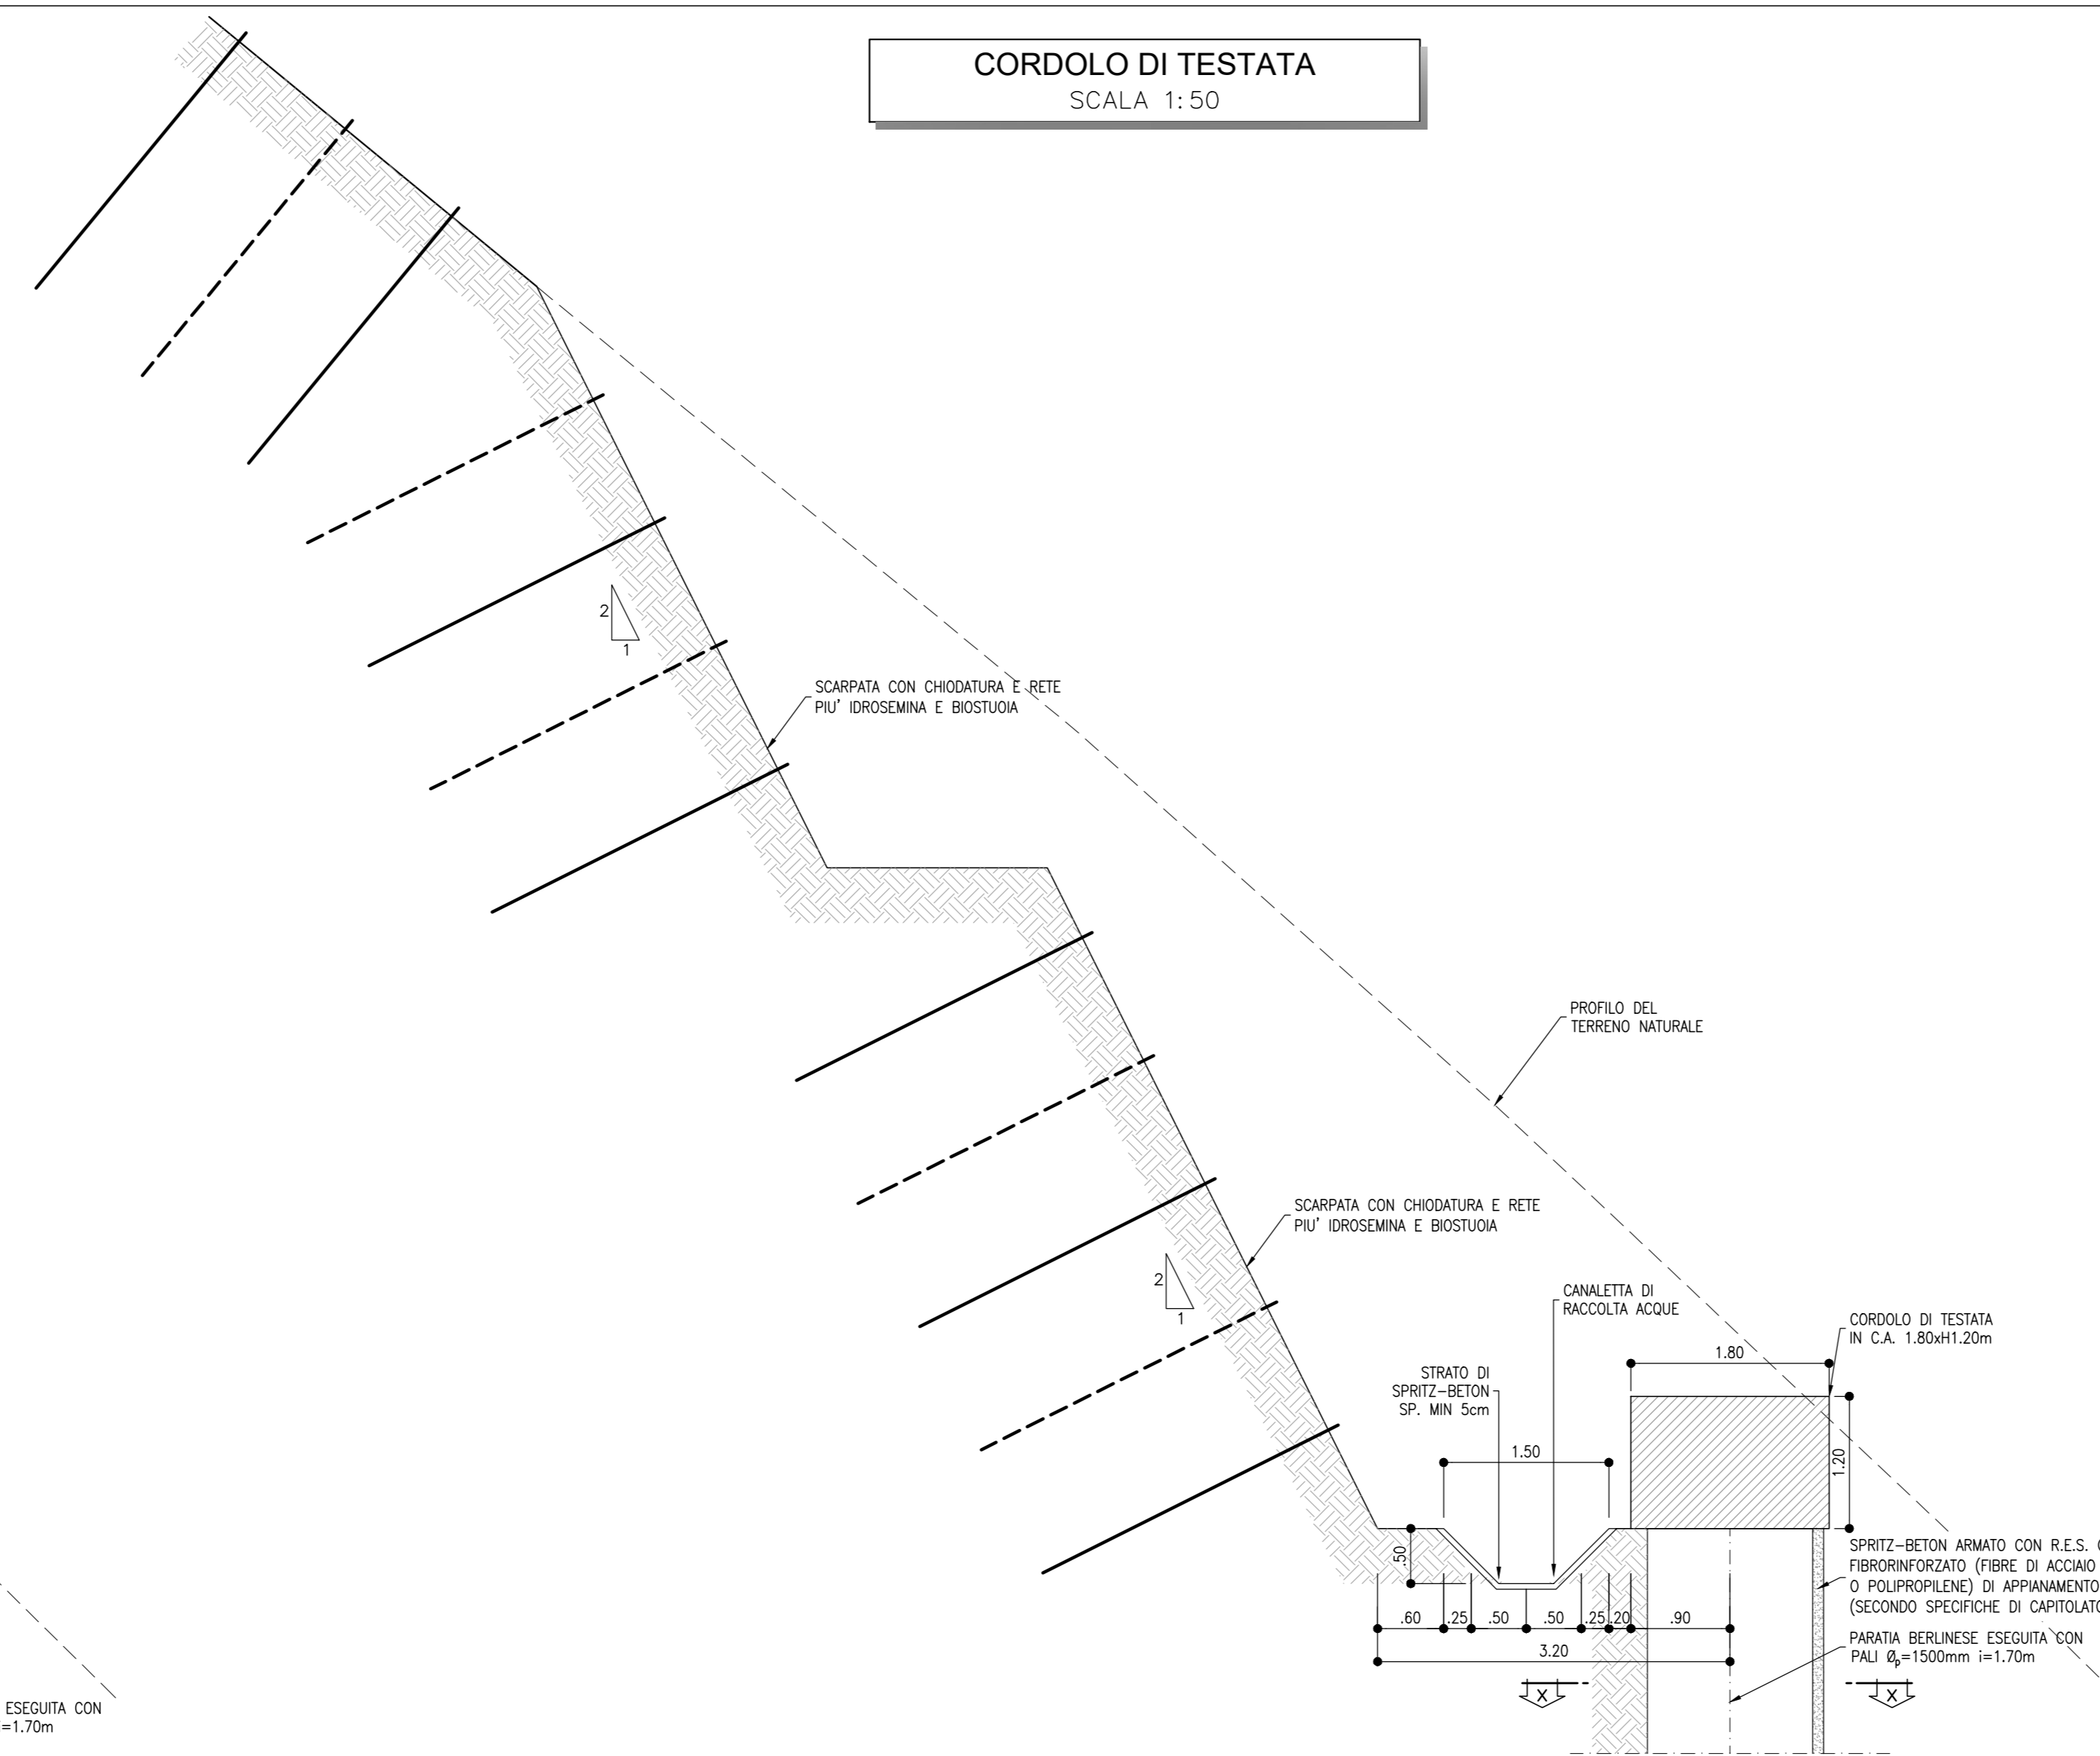 CORDOLO DI TESTATA
SCALA 1:50
2
1
SCARPATA CON CHIODATURA E RETE
PIU' IDROSEMINA E BIOSTUOIA
PROFILO DEL
TERRENO NATURALE
SCARPATA CON CHIODATURA E RETE
PIU' IDROSEMINA E BIOSTUOIA
2
1
CANALETTA DI
RACCOLTA ACQUE
CORDOLO DI TESTATA
IN C.A. 1.80xH1.20m
1.80
STRATO DI
SPRITZ-BETON
SP. MIN 5cm
1.50
1.20
.50
SPRITZ-BETON ARMATO CON R.E.S.
FIBRORINFORZATO (FIBRE DI ACCIAIO
O POLIPROPILENE) DI APPIANAMENTO
(SECONDO SPECIFICHE DI CAPITOLATO
.60 .25 .50 .50 .25 .20 .90
3.20
PARATIA BERLINESE ESEGUITA CON
PALI Øp=1500mm i=1.70m
X X
ESEGUITA CON
=1.70m